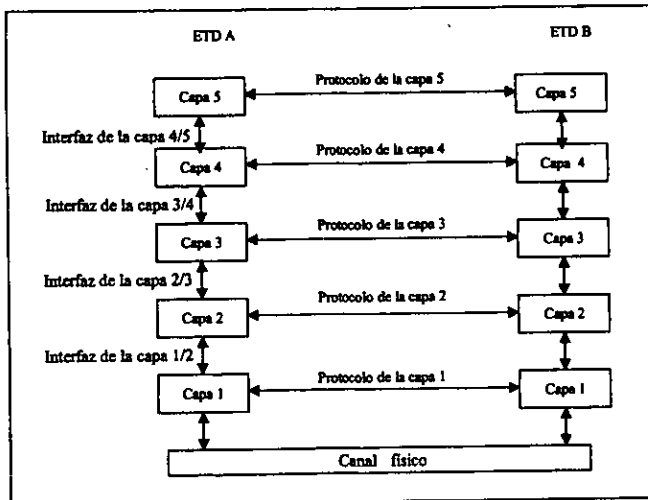 ETD A
ETD B
Capa 5
Protocolo de la capa 5
Capa 5
Interfaz de la capa 4/5
Capa 4
Protocolo de la capa 4
Capa 4
Interfaz de la capa 3/4
Capa 3
Protocolo de la capa 3
Capa 3
Interfaz de la capa 2/3
Capa 2
Protocolo de la capa 2
Capa 2
Interfaz de la capa 1/2
Capa 1
Protocolo de la capa 1
Capa 1
Canal físico